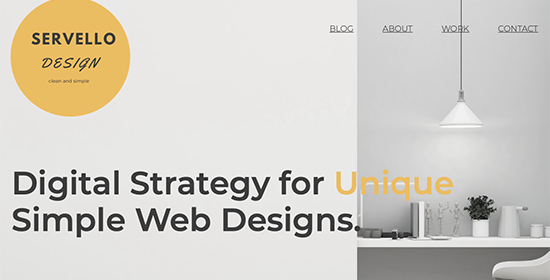 SERVELLO
DESIGN
clean and simple
BLOG ABOUT WORK CONTACT
Digital Strategy for Unique
Simple Web Designs.